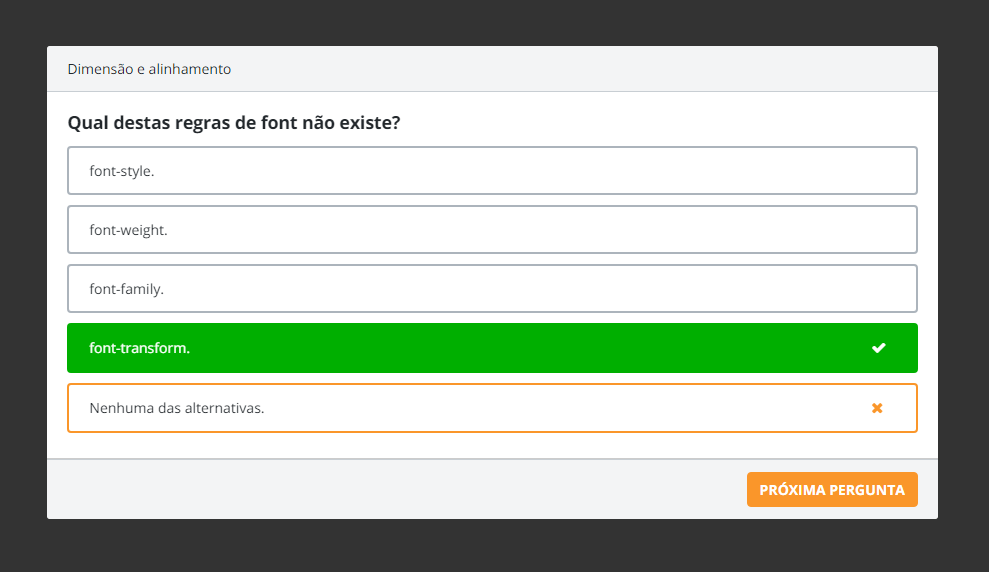 Dimensão e alinhamento
Qual destas regras de font não existe?
font-style.
font-weight.
font-family.
font-transform.
Nenhuma das alternativas.
PRÓXIMA PERGUNTA